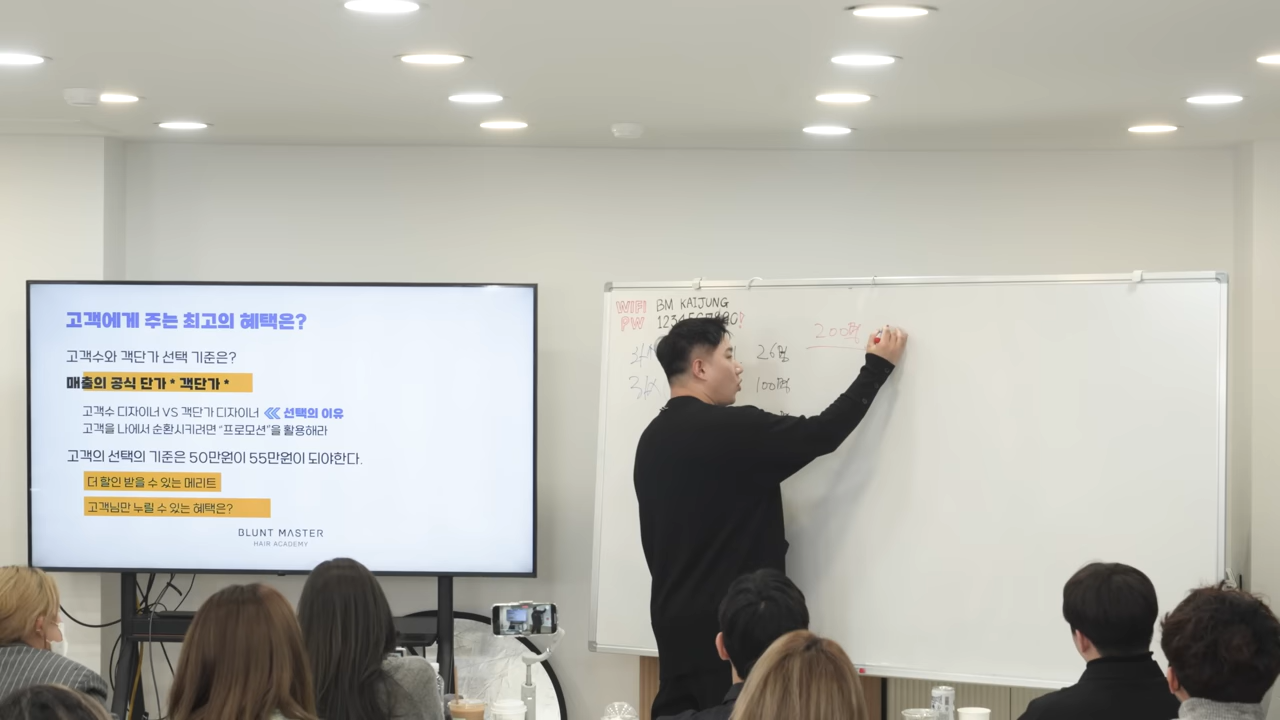 고객에게 주는 최고의 혜택은?
고객수와 객단가 선택 기준은?
매출의 공식 단가 * 객단가 *
고객수 디자이너 VS 객단가 디자이너 ≪ 선택의 이유
고객을 나에서 순환시키려면 “프로모션”을 활용해라
고객의 선택의 기준은 50만원이 55만원이 되야한다.
더 할인 받을 수 있는 메리트
고객님만 누릴 수 있는 혜택은?
BLUNT MASTER
HAIR ACADEMY
WIFI BM KAIJUNG
PW 1234567890!
26명
100명
200명